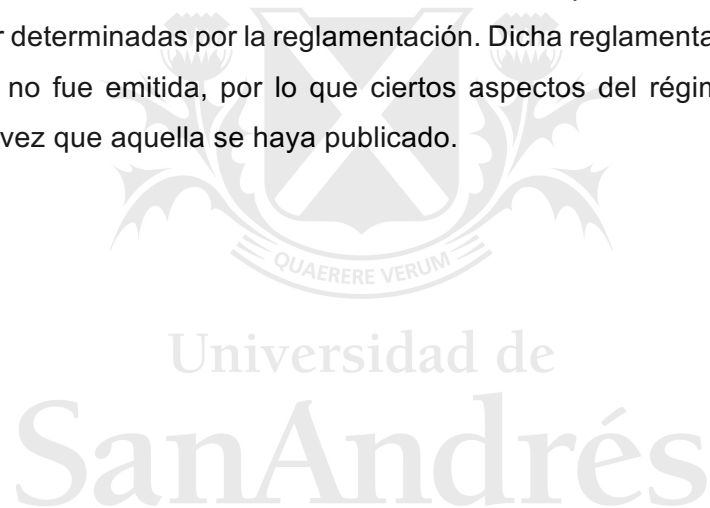 r determinadas por la reglamentación. Dicha reglamenta
no fue emitida, por lo que ciertos aspectos del régim
vez que aquella se haya publicado.
QUAERERE VERUM
Universidad de
SanAndrés